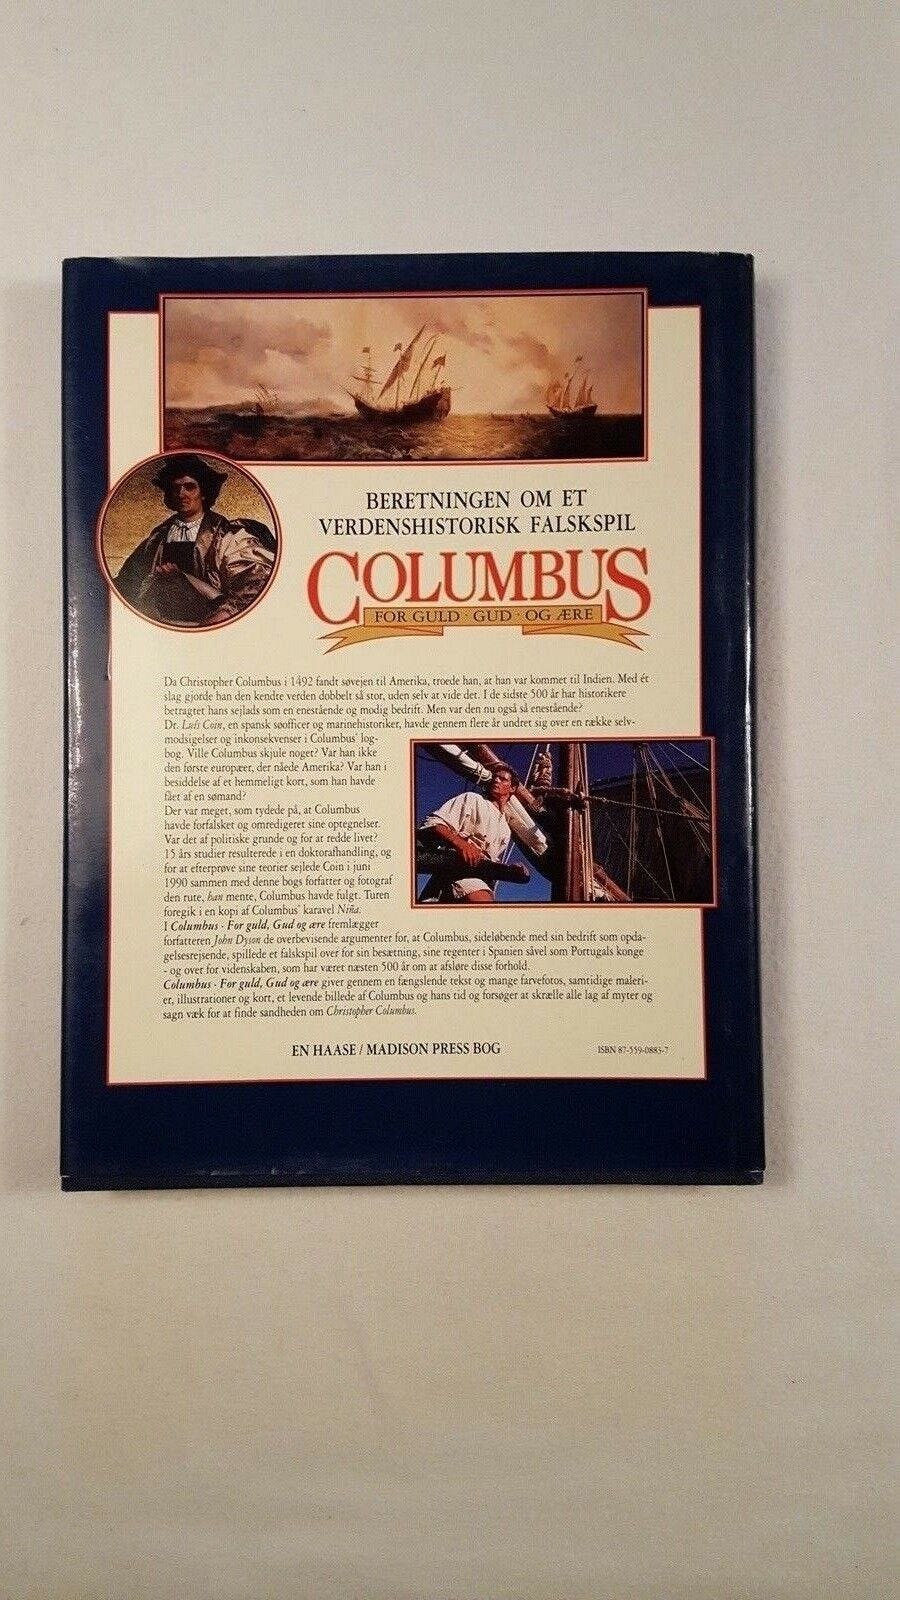 BERETNINGEN OM ET
VERDENSHISTORISK FALSKSPIL
COLUMBUS
FOR GULD · GUD · OG ÆRE
Da Christopher Columbus i 1492 fandt søvejen til Amerika, troede han, at han var kommet til Indien. Med ét
slag gjorde han den kendte verden dobbelt så stor, uden selv at vide det. I de sidste 500 år har historikere
betragtet hans sejlads som en enestående og modig bedrift. Men var den nu også så enestående?
Dr. Luís Coin, en spansk søofficer og marinehistoriker, havde gennem flere år undret sig over en række selv-
modsigelser og inkonsekvenser i Columbus' log-
bog. Ville Columbus skjule noget? Var han ikke
den første europæer, der nåede Amerika? Var han i
besiddelse af et hemmeligt kort, som han havde
fået af en sømand?
Der var meget, som tydede på, at Columbus
havde forfalsket og omredigeret sine optegnelser.
Var det af politiske grunde og for at redde livet?
15 års studier resulterede i en doktorafhandling, og
for at efterprøve sine teorier sejlede Coin i juni
1990 sammen med denne bogs forfatter og fotograf
den rute, han mente, Columbus havde fulgt. Turen
foregik i en kopi af Columbus' karavel Niña.
I Columbus - For guld, Gud og ære fremlægger
forfatteren John Dyson de overbevisende argumenter for, at Columbus, sideløbende med sin bedrift som opda-
gelsesrejsende, spillede et falskspil over for sin besætning, sine regenter i Spanien såvel som Portugals konge
- og over for videnskaben, som har været næsten 500 år om at afsløre disse forhold.
Columbus - For guld, Gud og ære giver gennem en fængslende tekst og mange farvefotos, samtidige maleri-
er, illustrationer og kort, et levende billede af Columbus og hans tid og forsøger at skrælle alle lag af myter og
sagn væk for at finde sandheden om Christopher Columbus.
EN HAASE / MADISON PRESS BOG
ISBN 87-559-0883-7